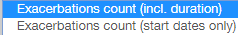 Exacerbations count (incl. duration)
Exacerbations count (start dates only)